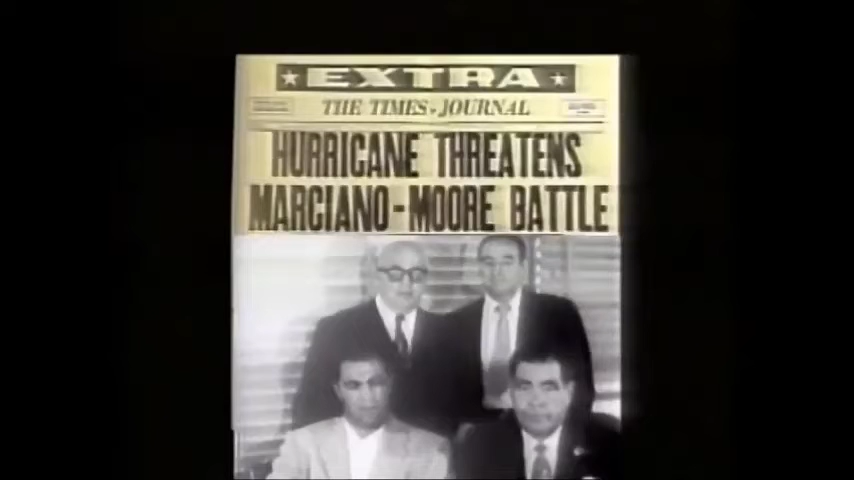 EXTRA
THE TIMES-JOURNAL
HURRICANE THREATENS
MARCIANO-MOORE BATTLE